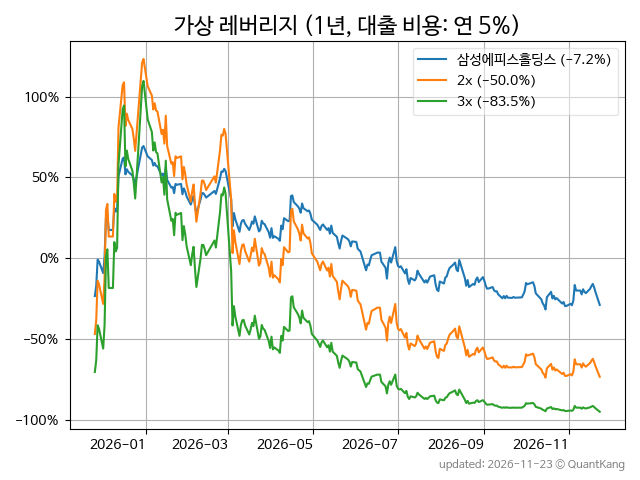 가상 레버리지 (1년, 대출 비용: 연 5%)
삼성에피스홀딩스 (−7.2%)
2x (−50.0%)
3x (−83.5%)
100%
50%
0%
−50%
−100%
2026-01 2026-03 2026-05 2026-07 2026-09 2026-11
updated: 2026-11-23 © QuantKang